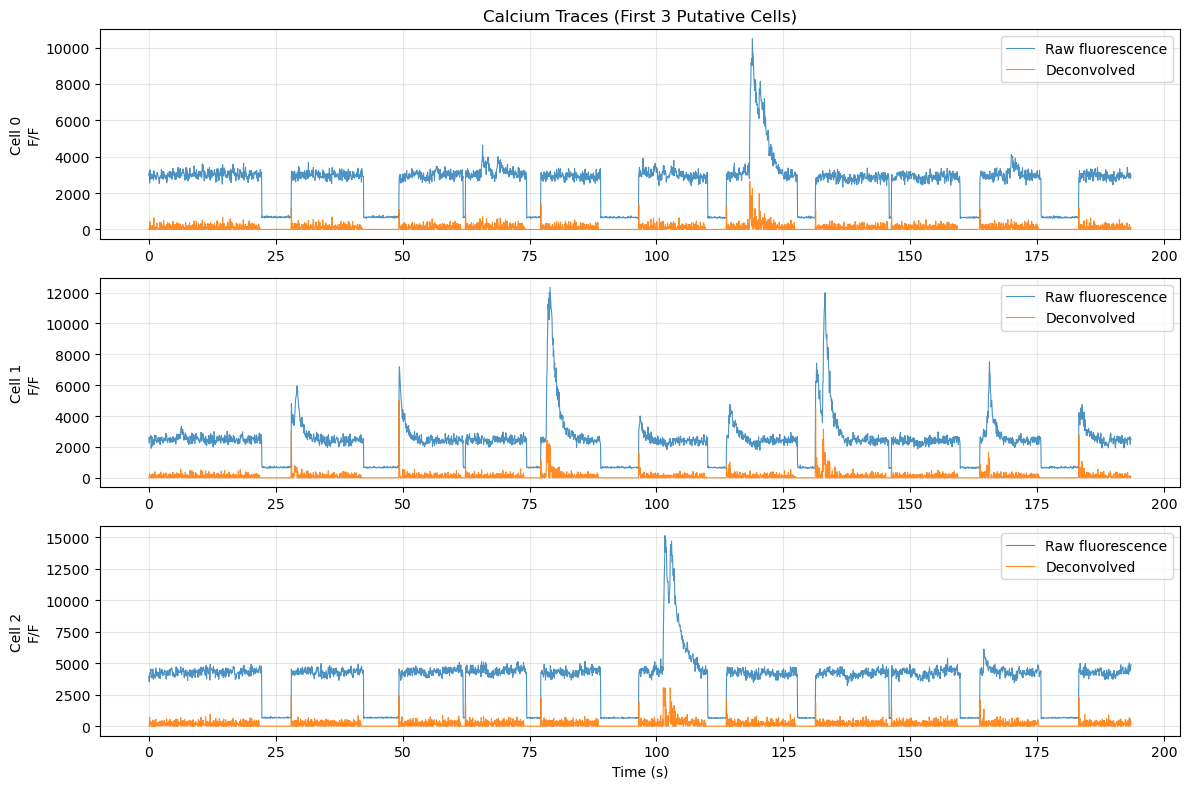 Calcium Traces (First 3 Putative Cells)
Cell 0
F/F
10000
8000
6000
4000
2000
0
Raw fluorescence
Deconvolved
0 25 50 75 100 125 150 175 200
Cell 1
F/F
12000
10000
8000
6000
4000
2000
0
Raw fluorescence
Deconvolved
0 25 50 75 100 125 150 175 200
Cell 2
F/F
15000
12500
10000
7500
5000
2500
0
Raw fluorescence
Deconvolved
0 25 50 75 100 125 150 175 200
Time (s)